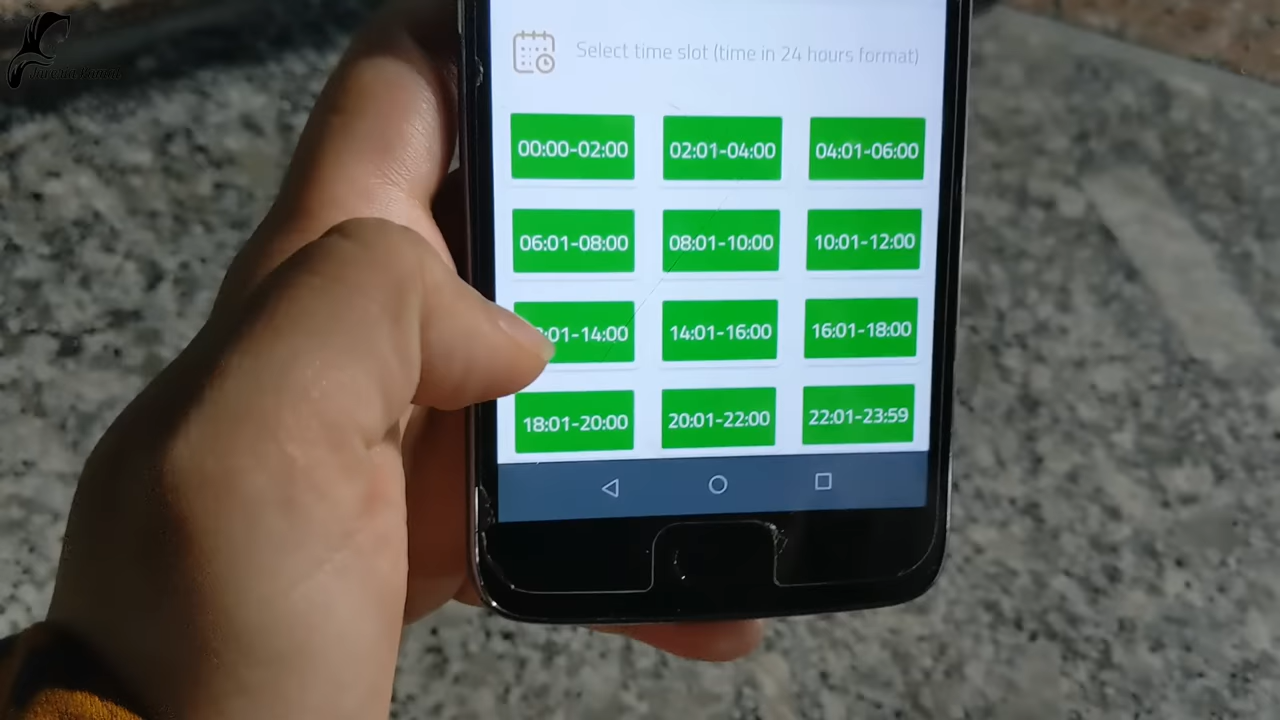 Select time slot (time in 24 hours format)
00:00-02:00 02:01-04:00 04:01-06:00
06:01-08:00 08:01-10:00 10:01-12:00
:01-14:00 14:01-16:00 16:01-18:00
18:01-20:00 20:01-22:00 22:01-23:59